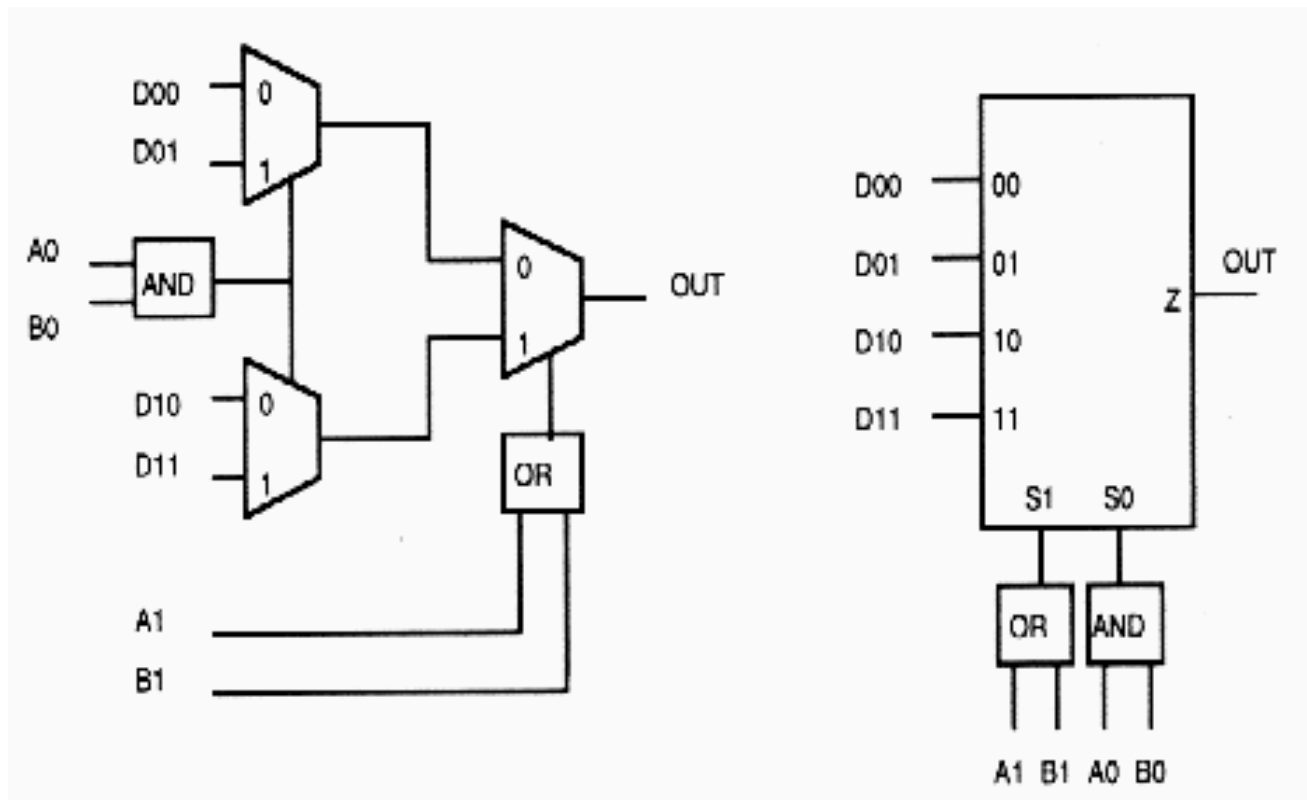 D00
0
D01
1
A0
AND
B0
0
OUT
1
D10
0
D11
1
OR
A1
B1
D00
00
D01
01
OUT
Z
D10
10
D11
11
S1 S0
OR AND
A1 B1 A0 B0